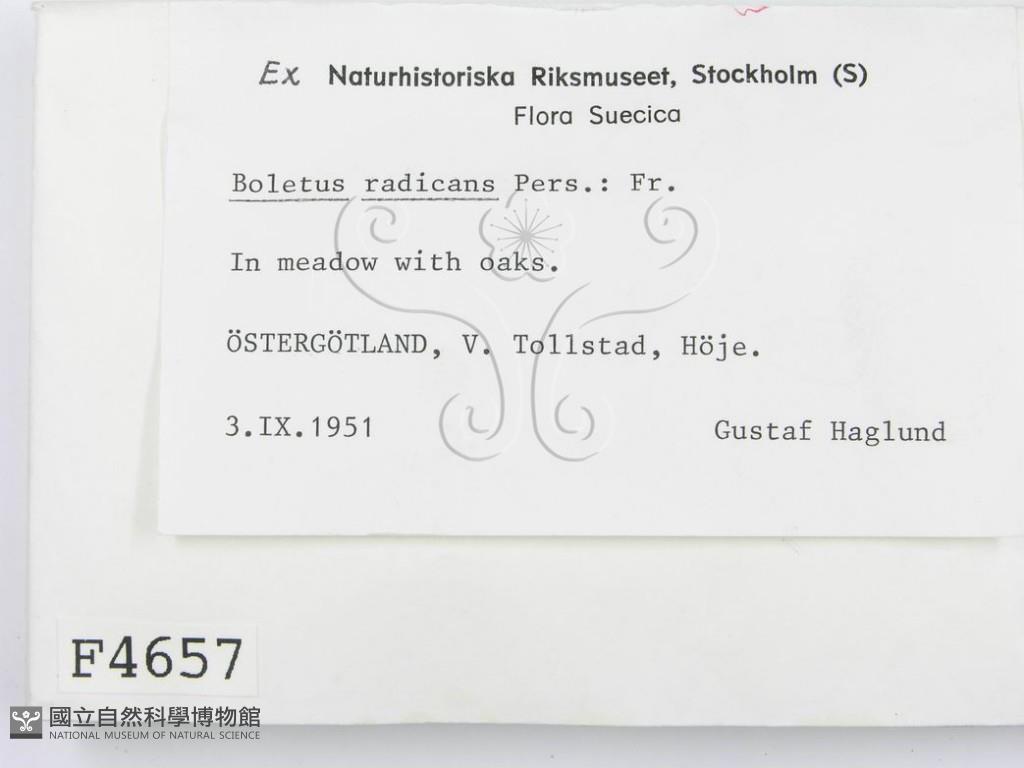 Ex Naturhistoriska Riksmuseet, Stockholm (S)
Flora Suecica
Boletus radicans Pers.: Fr.
In meadow with oaks.
ÖSTERGÖTLAND, V. Tollstad, Höje.
3.IX.1951 Gustaf Haglund
F4657
國立自然科學博物館
NATIONAL MUSEUM OF NATURAL SCIENCE